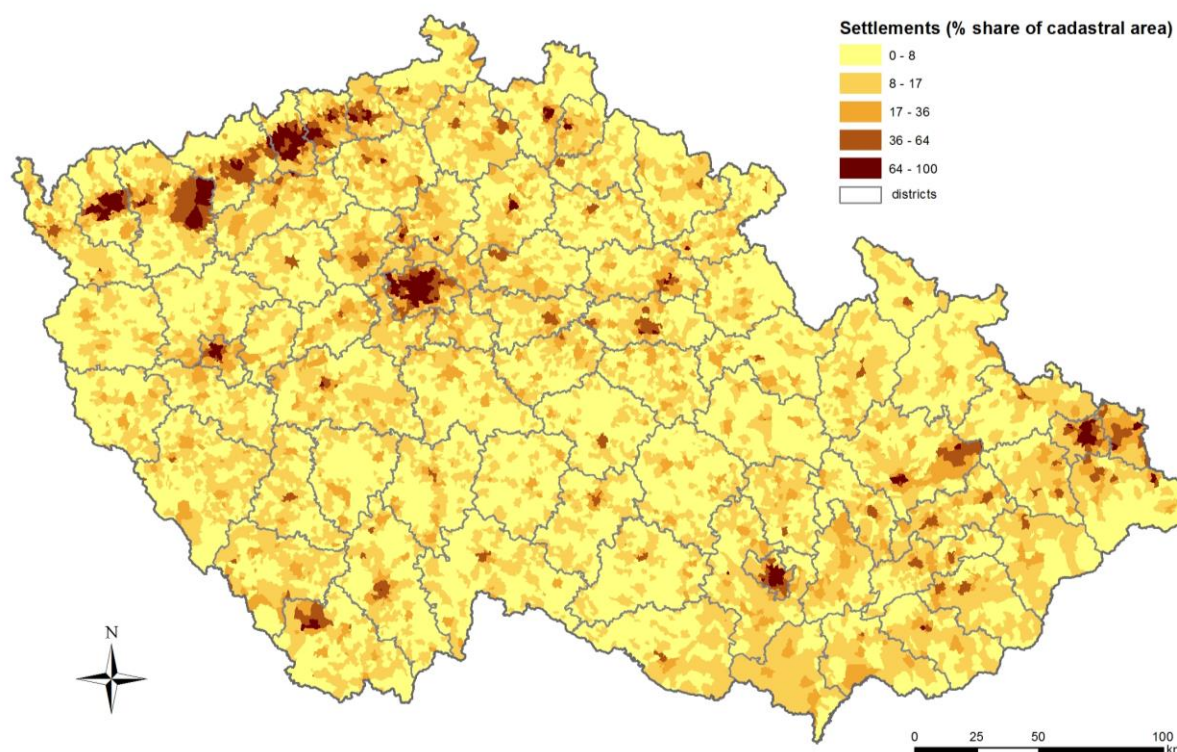 Settlements (% share of cadastral area)
0 - 8
8 - 17
17 - 36
36 - 64
64 - 100
districts
N
0 25 50 100
km